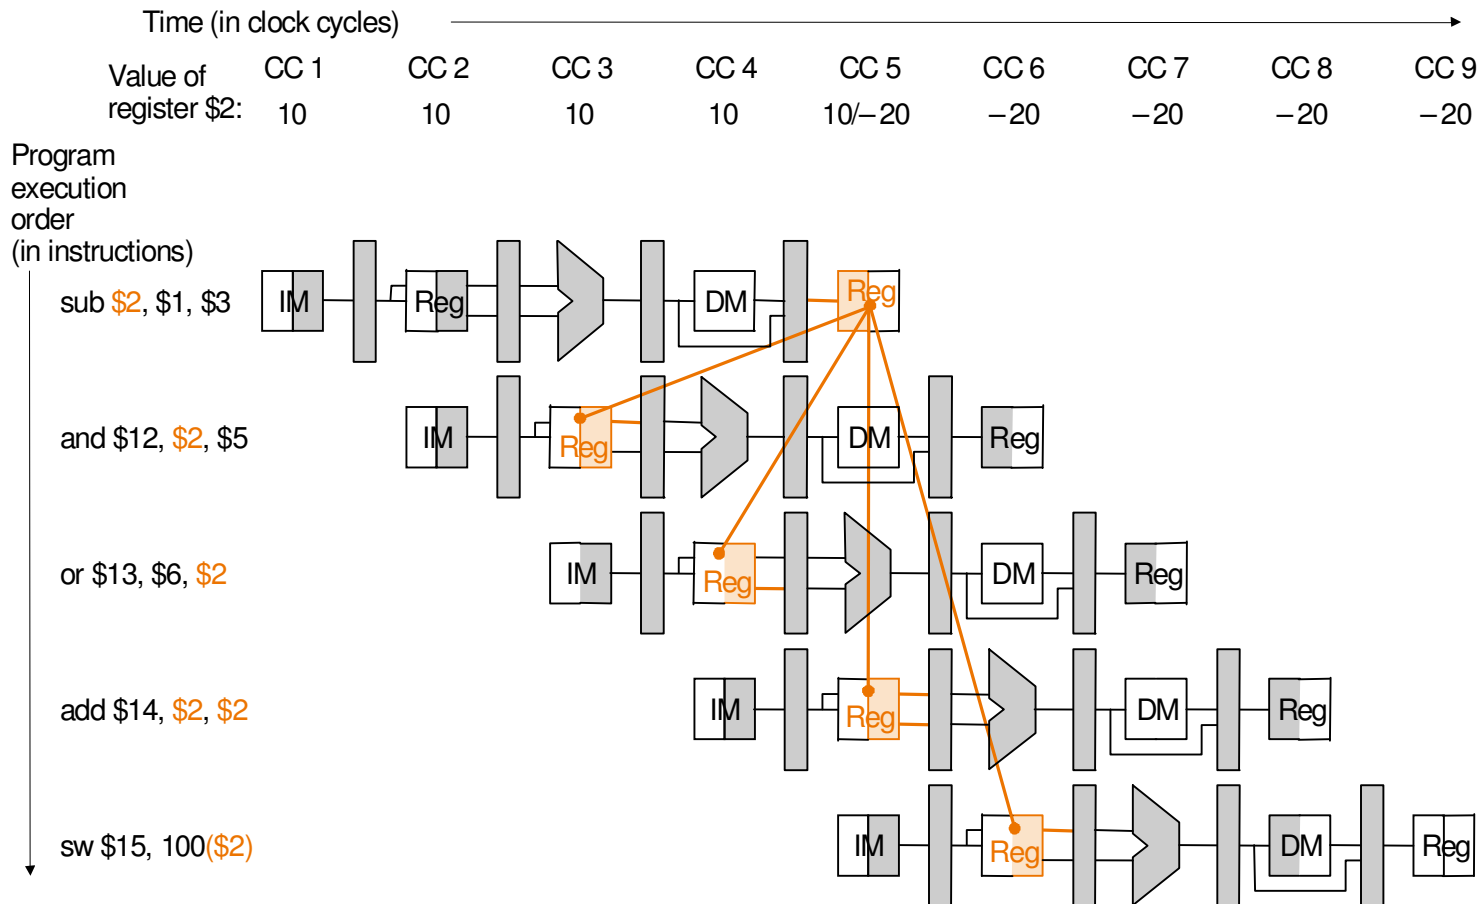 Time (in clock cycles)
CC 1 CC 2 CC 3 CC 4 CC 5 CC 6 CC 7 CC 8 CC 9
Value of
register $2: 10 10 10 10 10/–20 –20 –20 –20 –20
Program
execution
order
(in instructions)
sub $2, $1, $3 IM Reg DM Reg
and $12, $2, $5 IM Reg DM Reg
or $13, $6, $2 IM Reg DM Reg
add $14, $2, $2 IM Reg DM Reg
sw $15, 100($2) IM Reg DM Reg